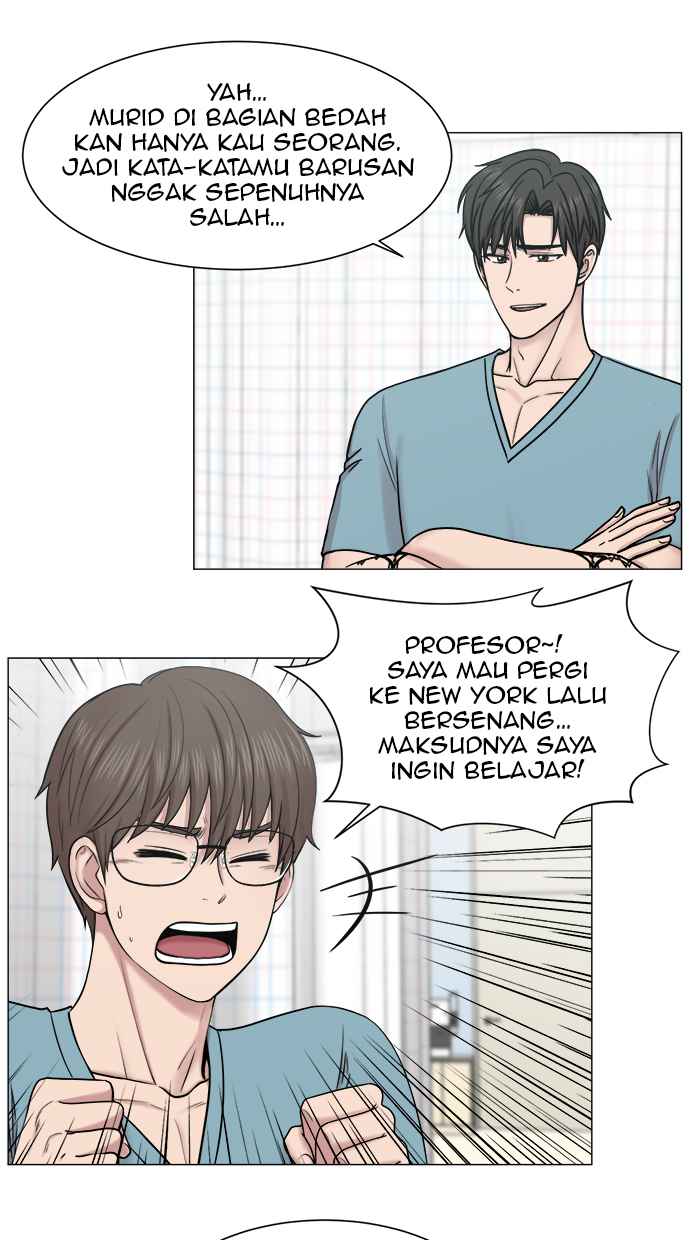 YAH...
MURID DI BAGIAN BEDAH
KAN HANYA KAU SEORANG,
JADI KATA-KATAMU BARUSAN
NGGAK SEPENUHNYA
SALAH...
PROFESOR~!
SAYA MAU PERGI
KE NEW YORK LALU
BERSENANG...
MAKSUDNYA SAYA
INGIN BELAJAR!